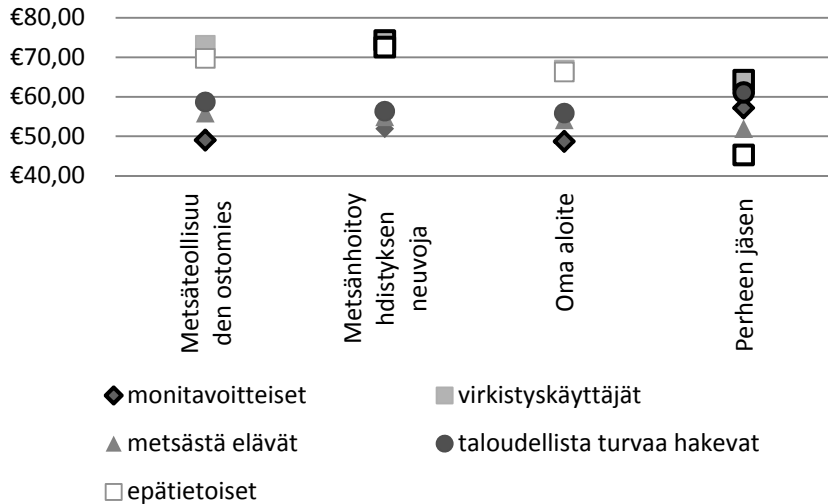 €80,00
€70,00
€60,00
€50,00
€40,00
Metsäteollisuu
den ostomies
Metsänhoitoy
hdistyksen
neuvoja
Oma aloite
Perheen jäsen
monitavoitteiset
virkistyskäyttäjät
metsästä elävät
taloudellista turvaa hakevat
epätietoiset